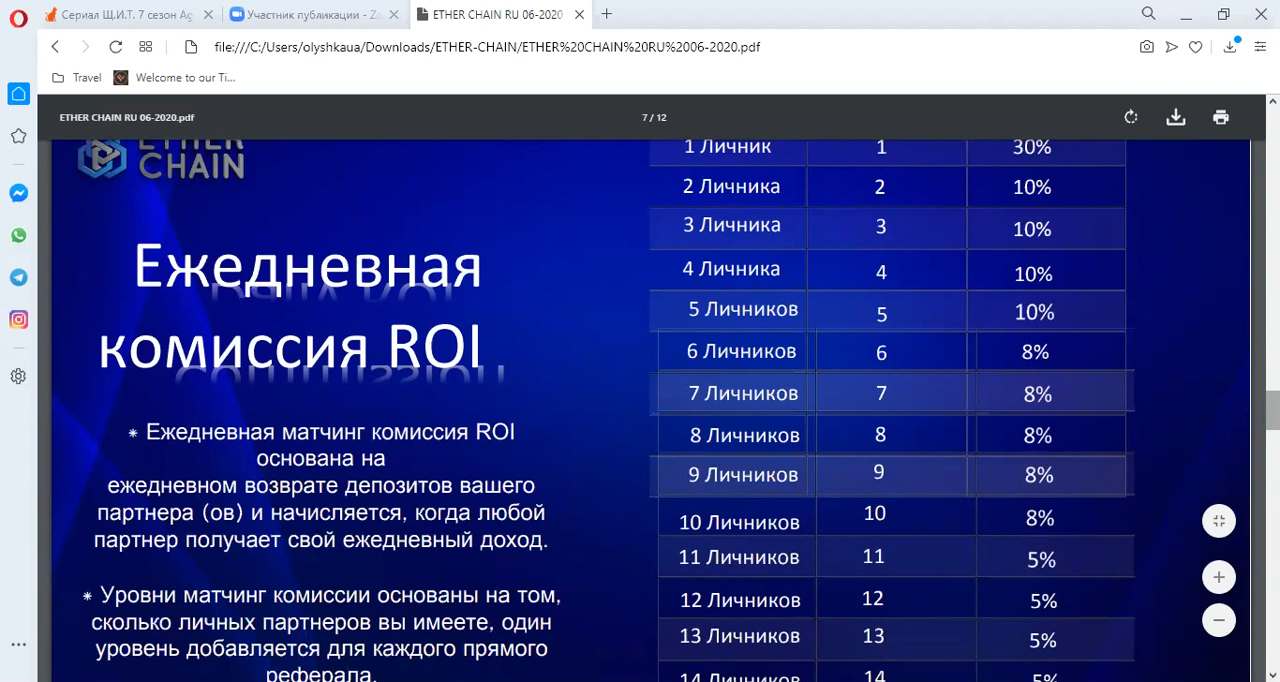 Сериал Щ.И.Т. 7 сезон Ag
Участник публикации - Zo
ETHER CHAIN RU 06-2020
file:///C:/Users/olyshkaua/Downloads/ETHER-CHAIN/ETHER%20CHAIN%20RU%2006-2020.pdf
Travel
Welcome to our Ti...
ETHER CHAIN RU 06-2020.pdf
7 / 12
ETHER
CHAIN
Ежедневная
комиссия ROI
* Ежедневная матчинг комиссия ROI
основана на
ежедневном возврате депозитов вашего
партнера (ов) и начисляется, когда любой
партнер получает свой ежедневный доход.
* Уровни матчинг комиссии основаны на том,
сколько личных партнеров вы имеете, один
уровень добавляется для каждого прямого
реферала.
1 Личник 1 30%
2 Личника 2 10%
3 Личника 3 10%
4 Личника 4 10%
5 Личников 5 10%
6 Личников 6 8%
7 Личников 7 8%
8 Личников 8 8%
9 Личников 9 8%
10 Личников 10 8%
11 Личников 11 5%
12 Личников 12 5%
13 Личников 13 5%
14 Личников 14 5%